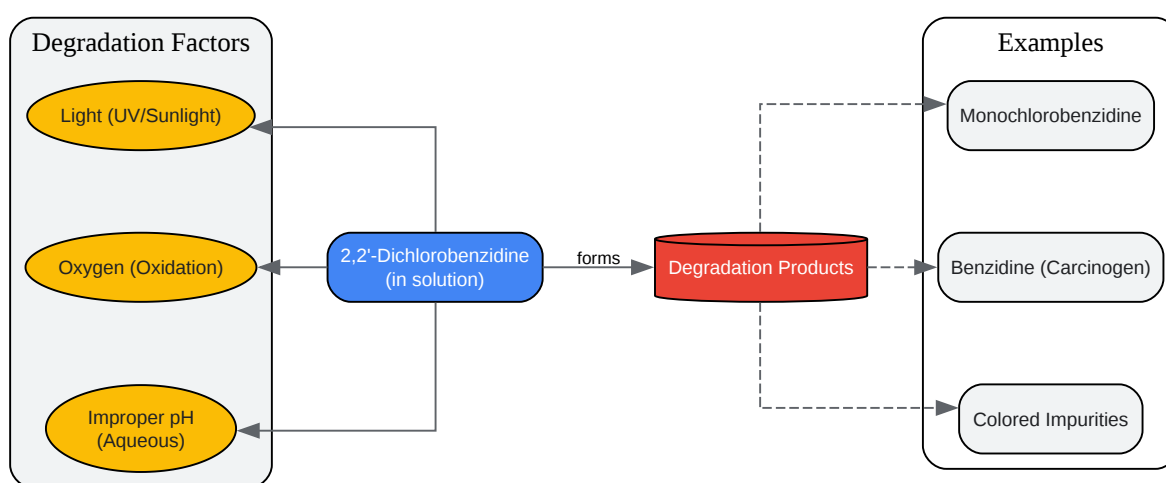 Degradation Factors
Light (UV/Sunlight)
Oxygen (Oxidation)
Improper pH
(Aqueous)
2,2'-Dichlorobenzidine
(in solution)
forms
Degradation Products
Examples
Monochlorobenzidine
Benzidine (Carcinogen)
Colored Impurities